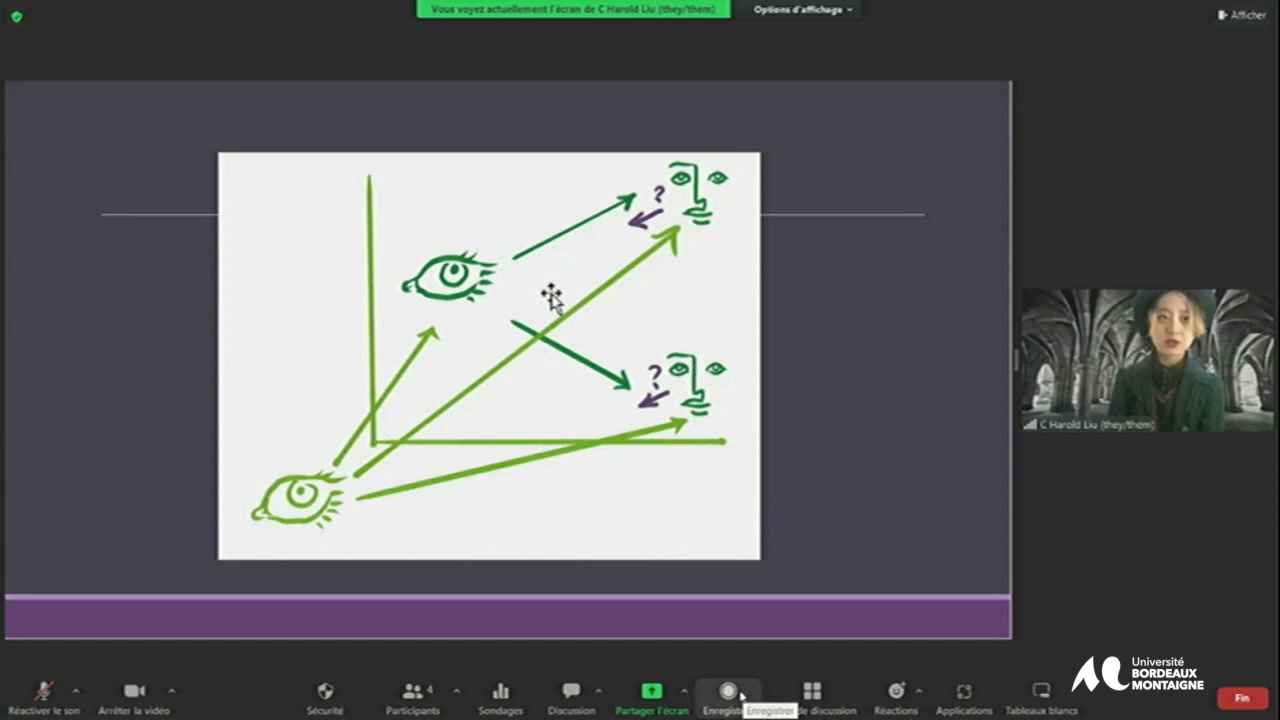 Vous voyez actuellement l'écran de C Harold Liu (they/them)
Options d'affichage
Afficher
?
?
C Harold Liu (they/them)
Université
BORDEAUX
MONTAIGNE
4
Réactiver le son
Arrêter la vidéo
Sécurité
Participants
Sondages
Discussion
Partager l'écran
Enregistrer
de discussion
Réactions
Applications
Tableaux blancs
Fin